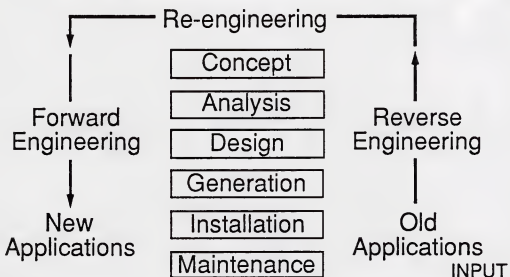 Re-engineering
Concept
Analysis
Forward
Engineering
Reverse
Engineering
Design
Generation
New
Applications
Installation
Old
Applications
Maintenance
INPUT